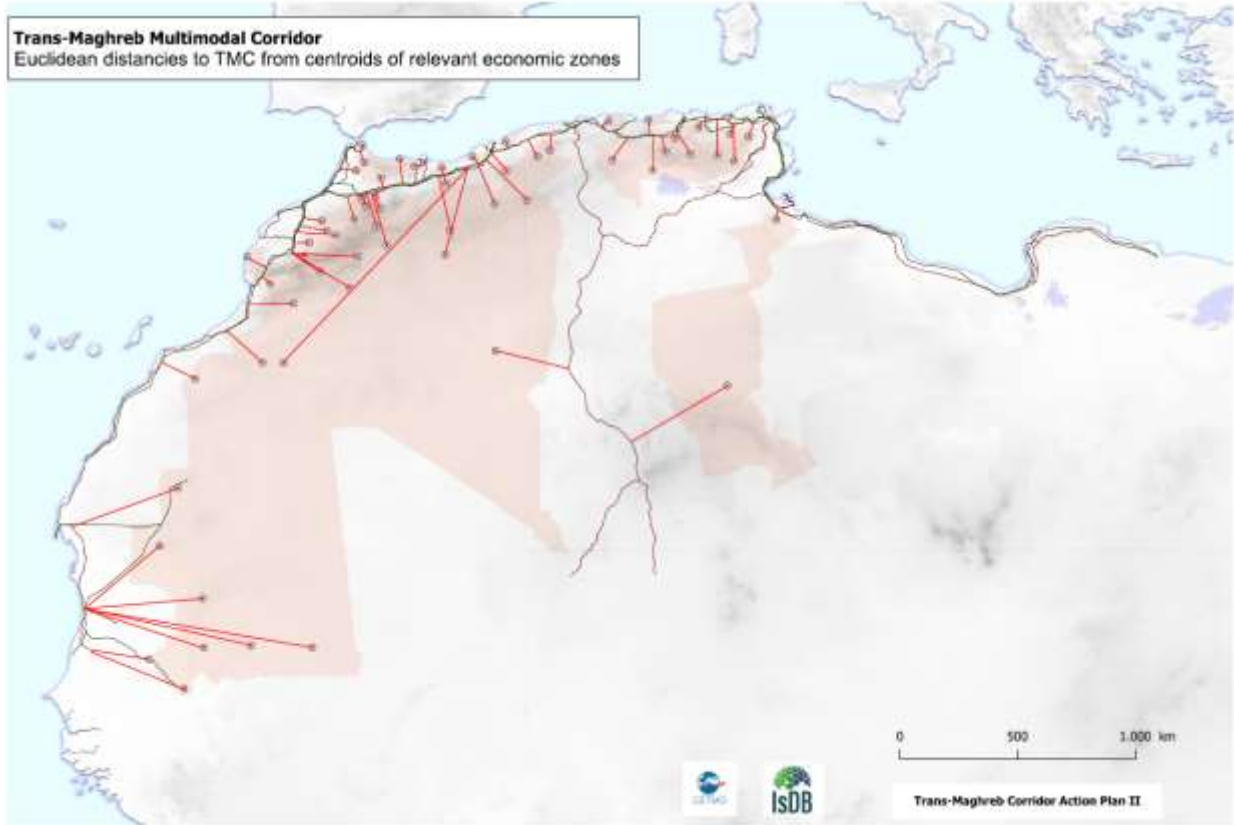 Trans-Maghreb Multimodal Corridor
Euclidean distancies to TMC from centroids of relevant economic zones
0 500 1.000 km
IsDB
Trans-Maghreb Corridor Action Plan II